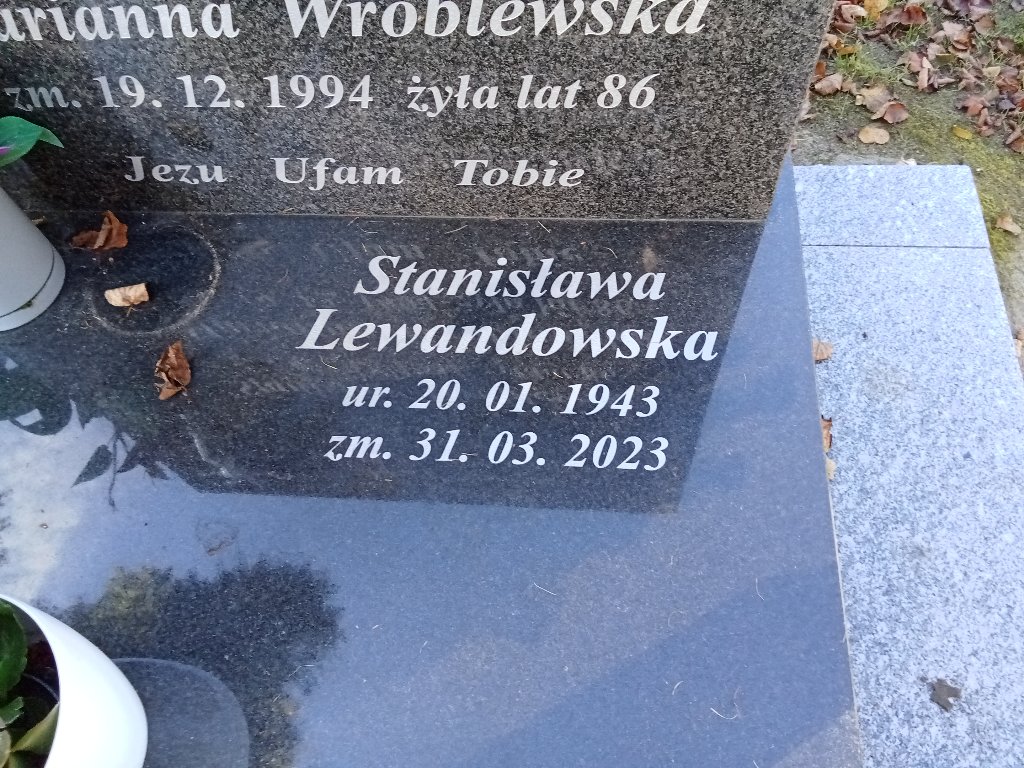 Wróblewska
zm. 19. 12. 1994 żyła lat 86
Jezu Ufam Tobie
Stanisława
Lewandowska
ur. 20. 01. 1943
zm. 31. 03. 2023